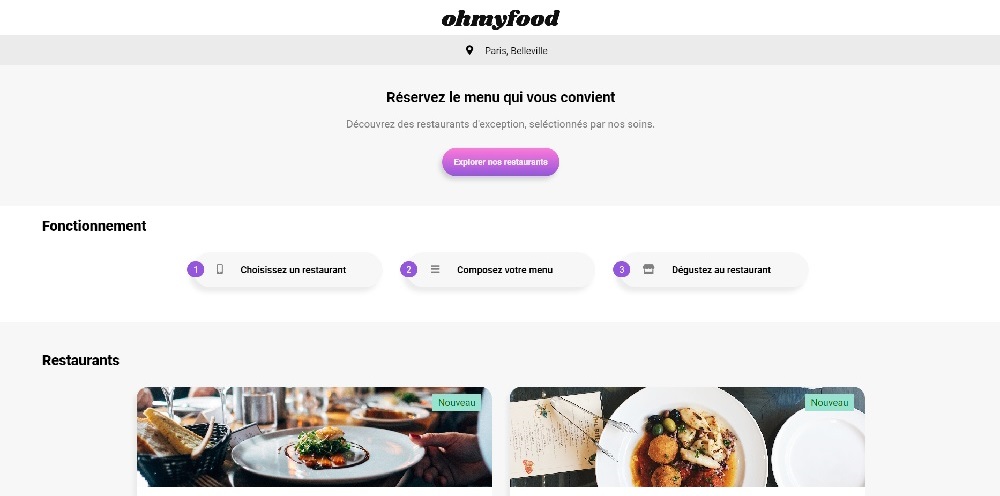 ohmyfood
Paris, Belleville
Réservez le menu qui vous convient
Découvrez des restaurants d'exception, seléctionnés par nos soins.
Explorer nos restaurants
Fonctionnement
1 Choisissez un restaurant
2 Composez votre menu
3 Dégustez au restaurant
Restaurants
Nouveau
Nouveau